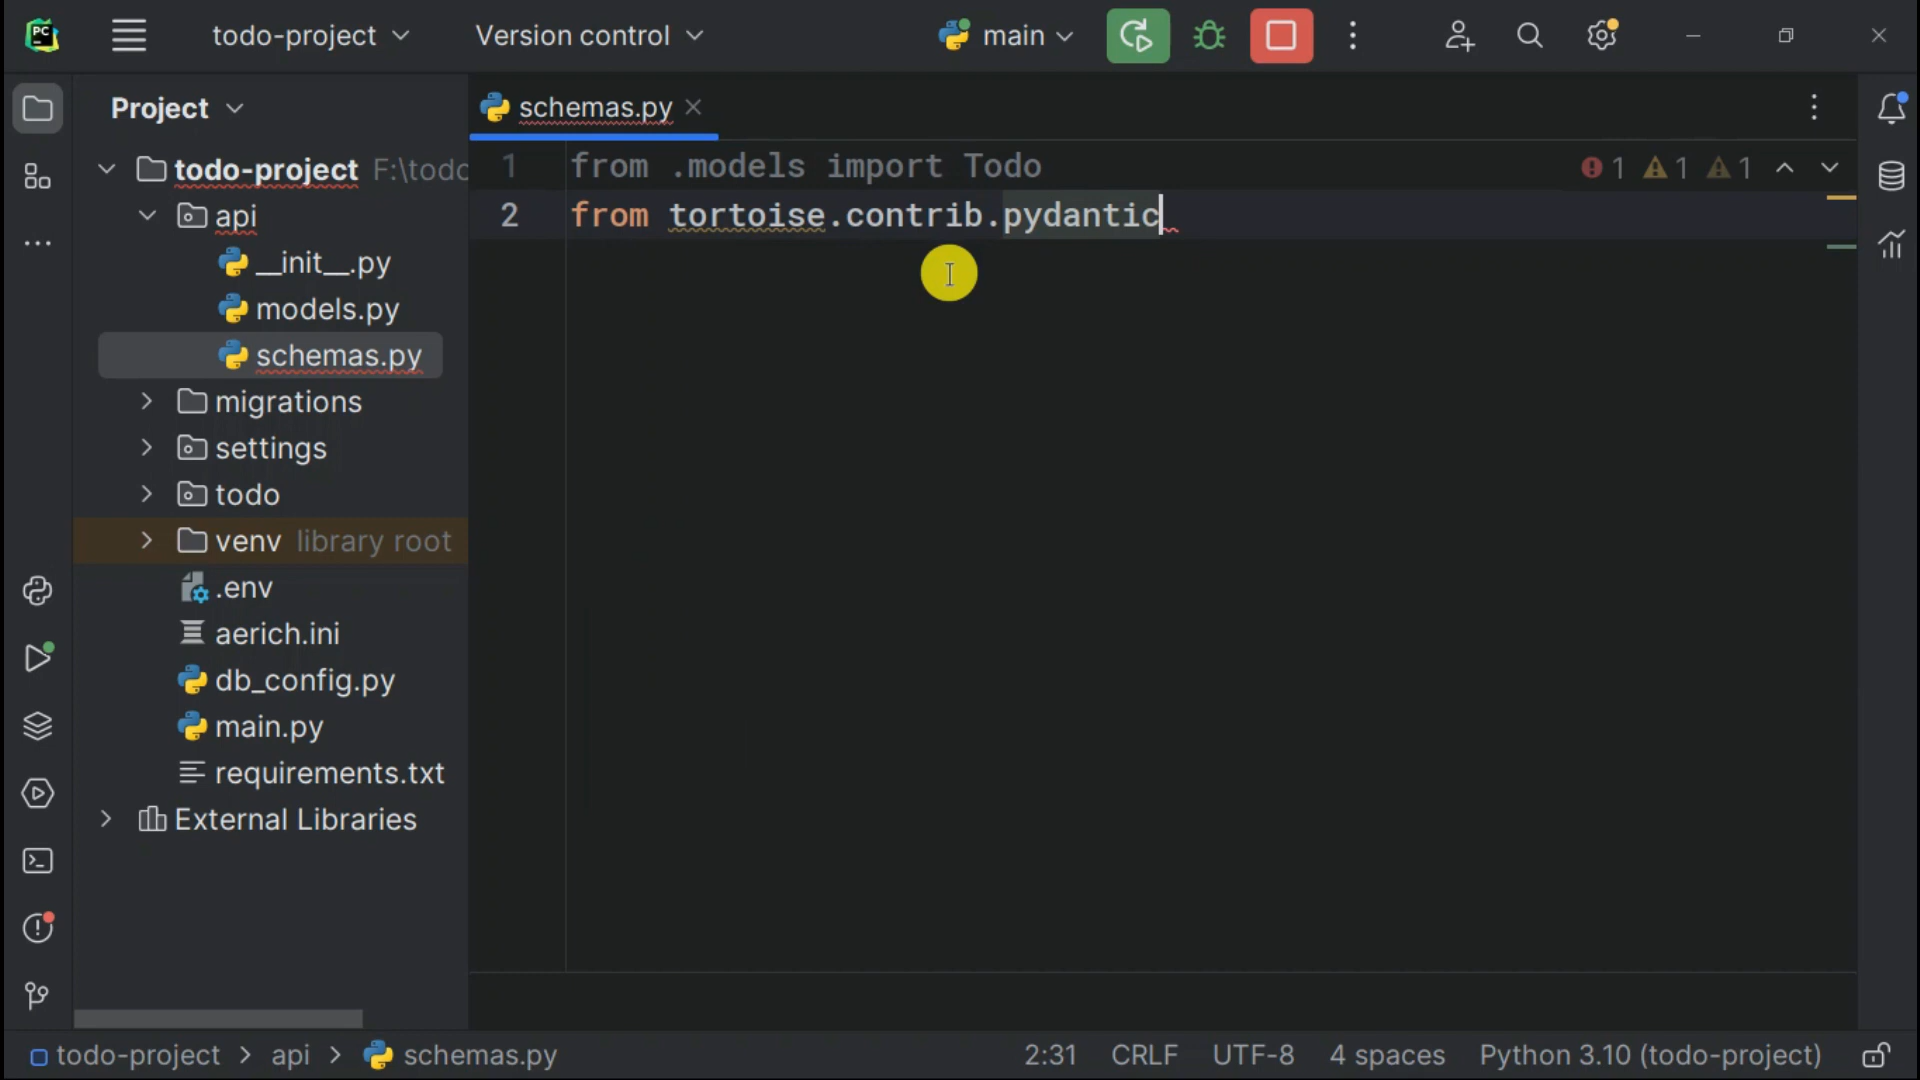 PC
todo-project
Version control
main
Project
schemas.py
todo-project F:\todo
api
__init__.py
models.py
schemas.py
migrations
settings
todo
venv library root
.env
aerich.ini
db_config.py
main.py
requirements.txt
External Libraries
1 from .models import Todo
1 1 1
2 from tortoise.contrib.pydantic
todo-project > api > schemas.py
2:31 CRLF UTF-8 4 spaces Python 3.10 (todo-project)